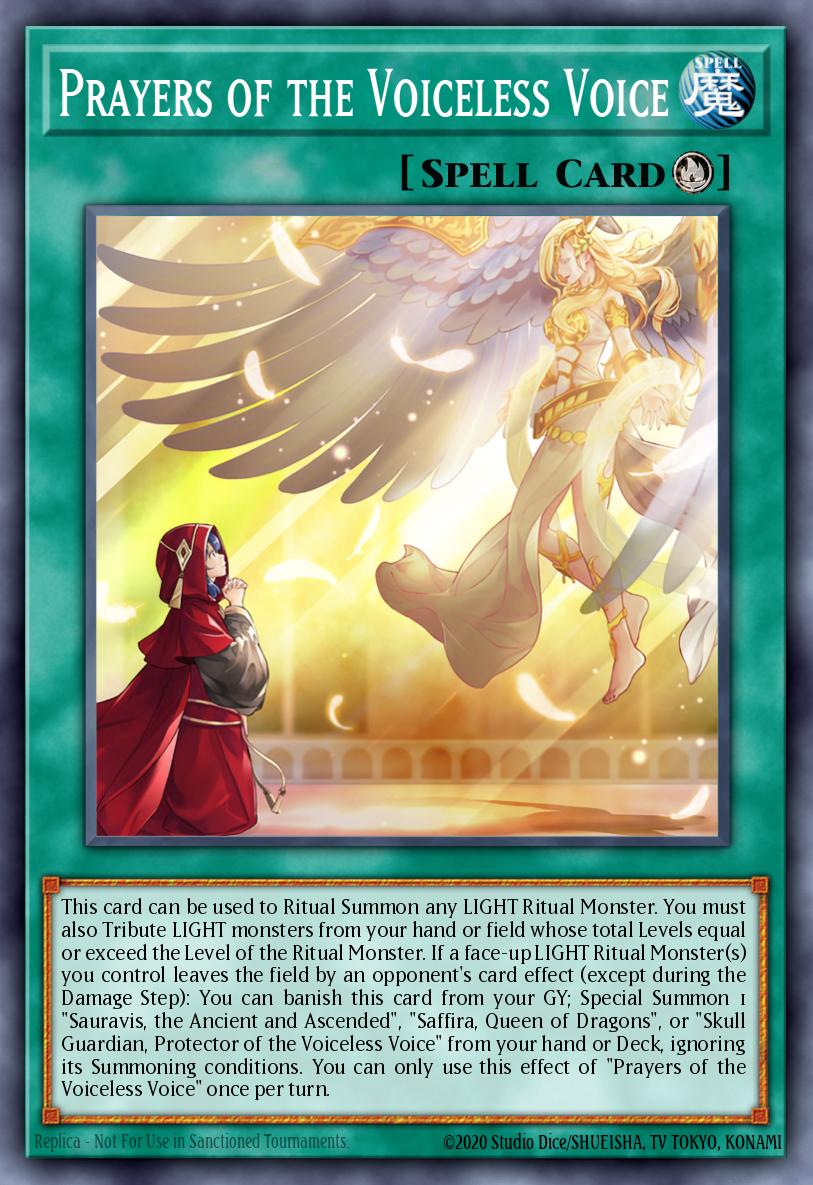 Prayers of the Voiceless Voice
SPELL
魔
[Spell Card]
This card can be used to Ritual Summon any LIGHT Ritual Monster. You must
also Tribute LIGHT monsters from your hand or field whose total Levels equal
or exceed the Level of the Ritual Monster. If a face-up LIGHT Ritual Monster(s)
you control leaves the field by an opponent's card effect (except during the
Damage Step): You can banish this card from your GY; Special Summon 1
"Sauravis, the Ancient and Ascended", "Saffira, Queen of Dragons", or "Skull
Guardian, Protector of the Voiceless Voice" from your hand or Deck, ignoring
its Summoning conditions. You can only use this effect of "Prayers of the
Voiceless Voice" once per turn.
Replica - Not For Use in Sanctioned Tournaments.
©2020 Studio Dice/SHUEISHA, TV TOKYO, KONAMI